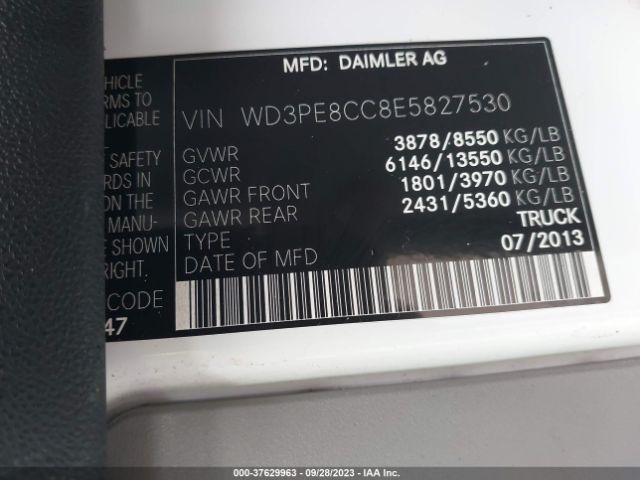 MFD: DAIMLER AG
HICLE
RMS TO
LICABLE
SAFETY
RDS IN
ON THE
MANU-
SHOWN
RIGHT.
CODE
47
VIN WD3PE8CC8E5827530
GVWR 3878/8550 KG/LB
GCWR 6146/13550 KG/LB
GAWR FRONT 1801/3970 KG/LB
GAWR REAR 2431/5360 KG/LB
TYPE TRUCK
DATE OF MFD 07/2013
000-37629963 - 09/28/2023 - IAA Inc.